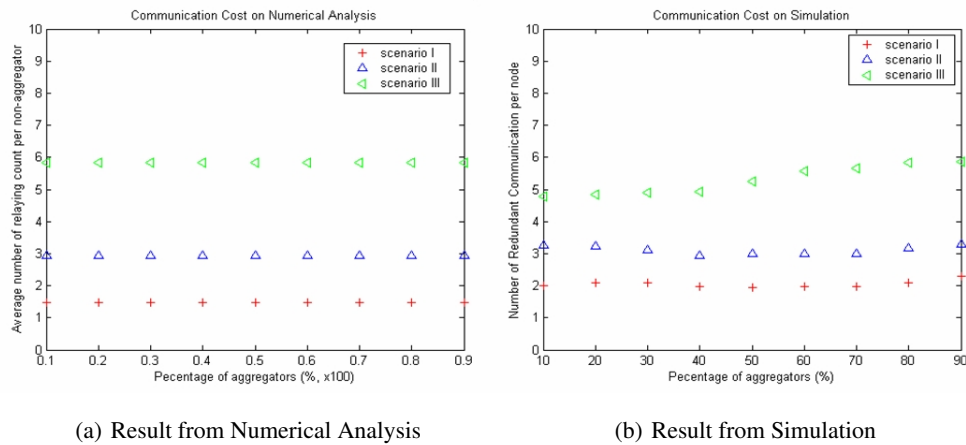 Communication Cost on Numerical Analysis
10
9
8
7
6
5
4
3
2
1
0
Average number of relaying count per non-aggregator
scenario I
scenario II
scenario III
0.1 0.2 0.3 0.4 0.5 0.6 0.7 0.8 0.9
Pecentage of aggregators (%, x100)
(a) Result from Numerical Analysis
Communication Cost on Simulation
10
9
8
7
6
5
4
3
2
1
0
Number of Redundant Communication per node
scenario I
scenario II
scenario III
10 20 30 40 50 60 70 80 90
Pecentage of aggregators (%)
(b) Result from Simulation